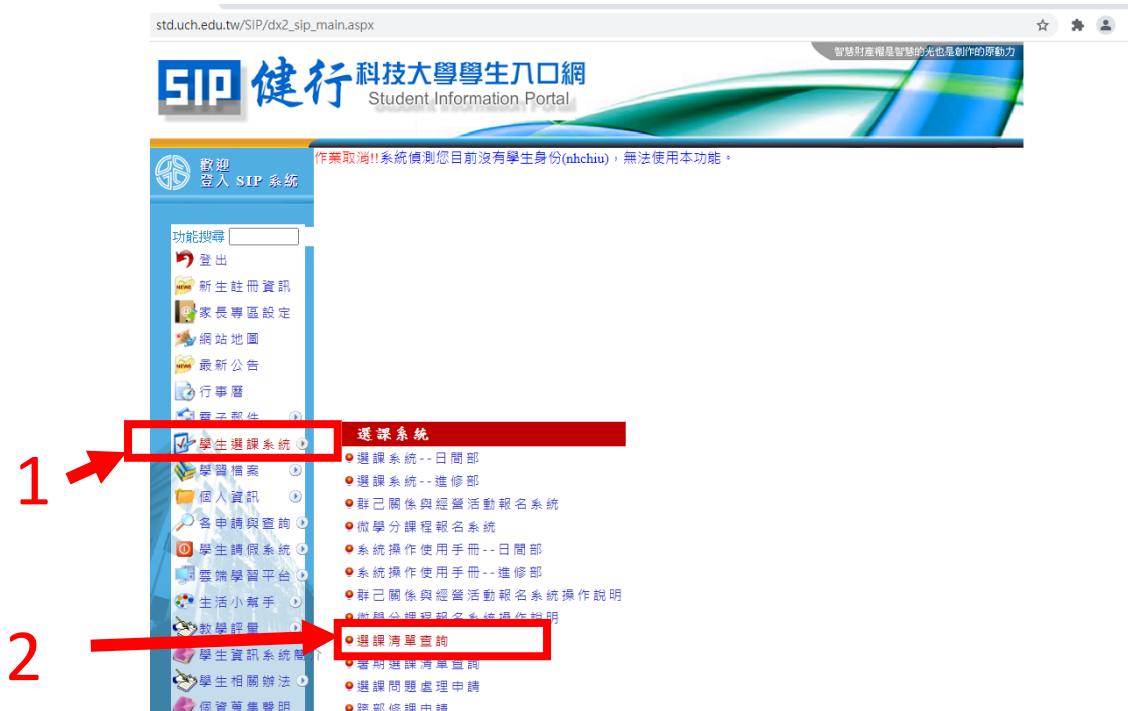 std.uch.edu.tw/SIP/dx2_sip_main.aspx
智慧財產權是智慧的光也是創作的原動力
SIP 健行科技大學學生入口網
Student Information Portal
歡迎
登入 SIP 系統
作業取消!!系統偵測您目前沒有學生身份(nhchiu)，無法使用本功能。
功能搜尋
登出
新生註冊資訊
家長專區設定
網站地圖
最新公告
行事曆
電子郵件
1
學生選課系統
學習檔案
個人資訊
各申請與查詢
學生請假系統
雲端學習平台
生活小幫手
教學評量
學生資訊系統簡介
學生相關辦法
個資蒐集聲明
選課系統
選課系統--日間部
選課系統--進修部
群己關係與經營活動報名系統
微學分課程報名系統
系統操作使用手冊--日間部
系統操作使用手冊--進修部
群己關係與經營活動報名系統操作說明
微學分課程報名系統操作說明
2
選課清單查詢
暑期選課清單查詢
選課問題處理申請
跨部修課申請